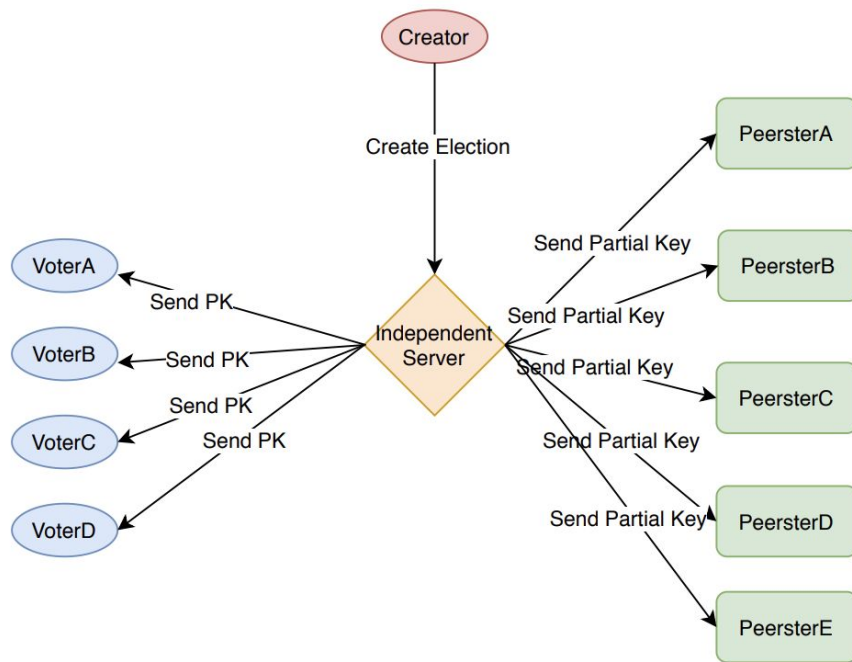 Creator
Create Election
PeersterA
Send Partial Key
PeersterB
VoterA
Send PK
Send Partial Key
Independent
Server
VoterB
Send PK
Send Partial Key
PeersterC
Send PK
VoterC
Send PK
Send Partial Key
VoterD
Send Partial Key
PeersterD
PeersterE